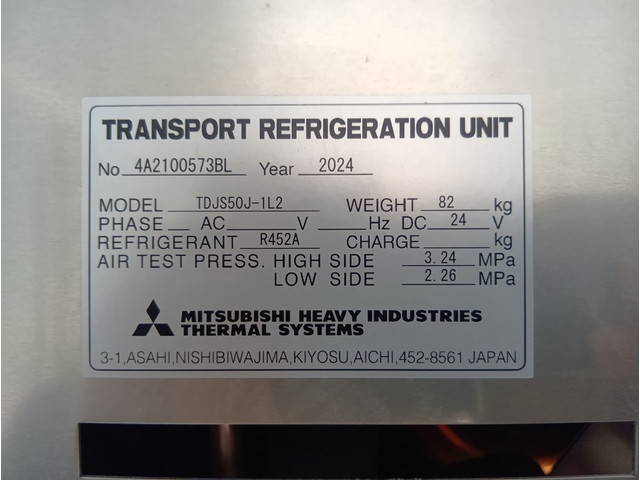 TRANSPORT REFRIGERATION UNIT
No 4A2100573BL Year 2024
MODEL TDJS50J-1L2 WEIGHT 82 kg
PHASE AC V Hz DC 24 V
REFRIGERANT R452A CHARGE kg
AIR TEST PRESS. HIGH SIDE 3.24 MPa
LOW SIDE 2.26 MPa
MITSUBISHI HEAVY INDUSTRIES
THERMAL SYSTEMS
3-1,ASAHI,NISHIBIWAJIMA,KIYOSU,AICHI,452-8561 JAPAN